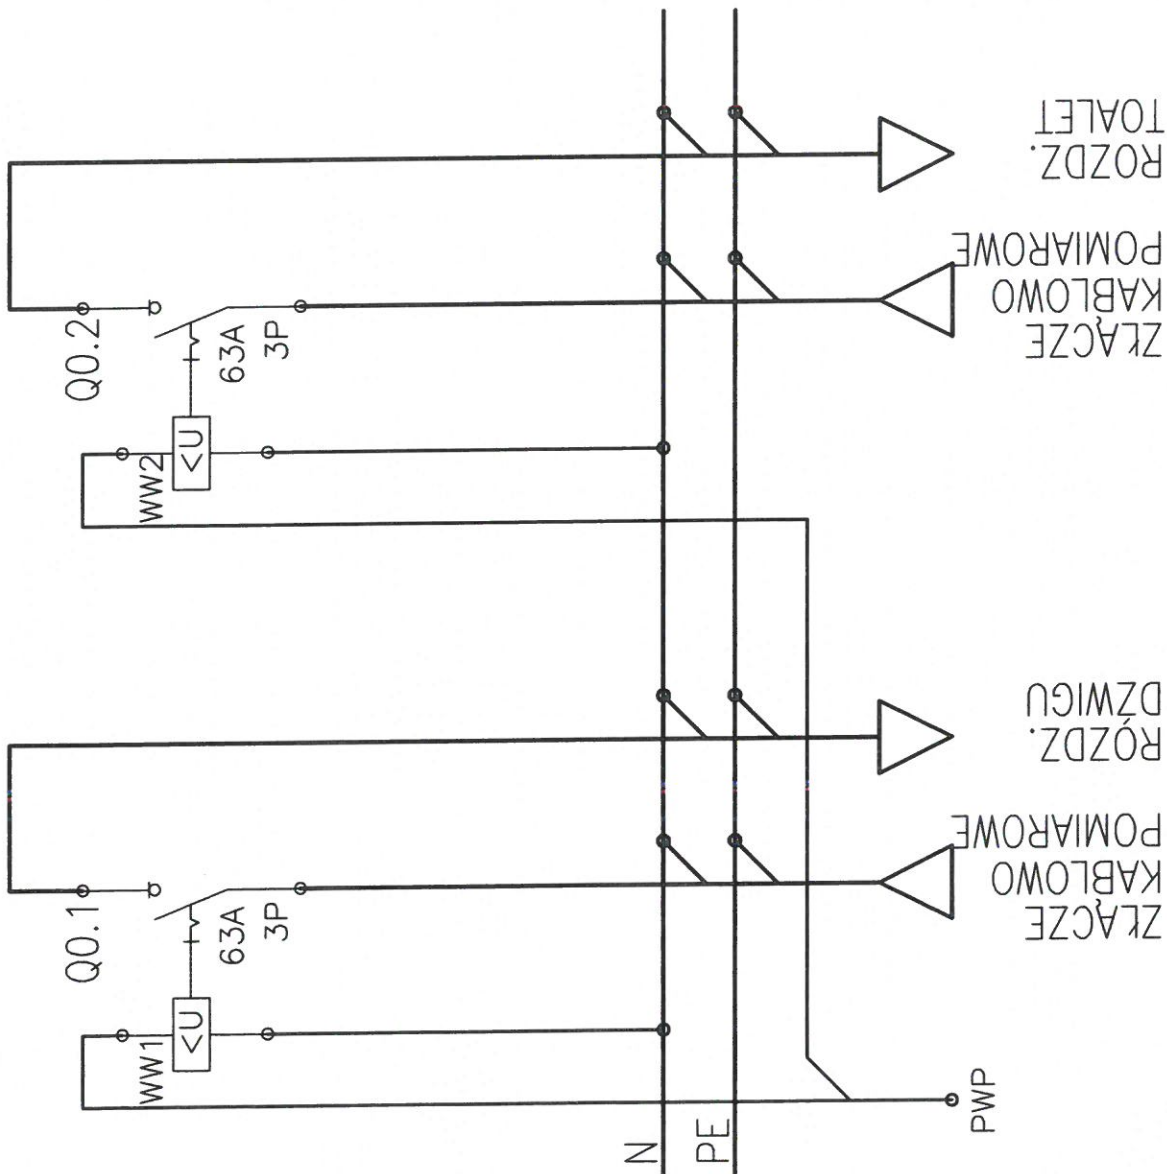 Q0.1
WW1
<U
63A
3P
Q0.2
WW2
<U
63A
3P
N
PE
PWP
ZŁĄCZE
KABLOWO
POMIAROWE
ROZDZ.
DŹWIGU
ZŁĄCZE
KABLOWO
POMIAROWE
ROZDZ.
TOALET